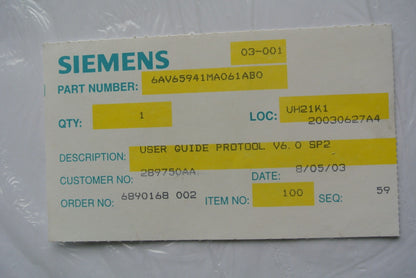 03-001
SIEMENS
PART NUMBER: 6AV65941MA061AB0
QTY: 1 LOC: UH21K1
20030627A4
DESCRIPTION: USER GUIDE PROTOOL V6.0 SP2
CUSTOMER NO: 289750AA DATE: 8/05/03
ORDER NO: 6890168 002 ITEM NO: 100 SEQ: 59